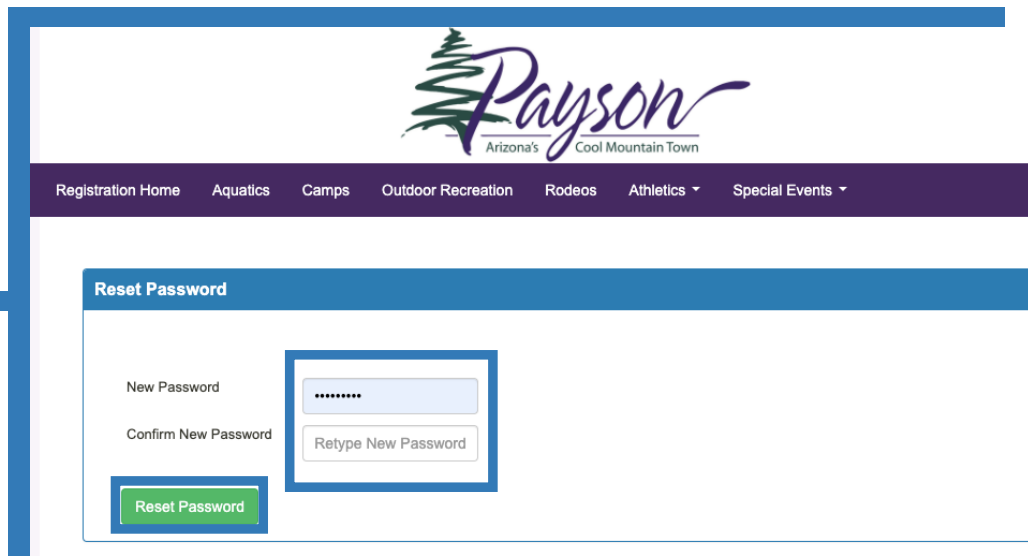 Payson
Arizona's Cool Mountain Town
Registration Home Aquatics Camps Outdoor Recreation Rodeos Athletics Special Events
Reset Password
New Password •••••••••
Confirm New Password Retype New Password
Reset Password